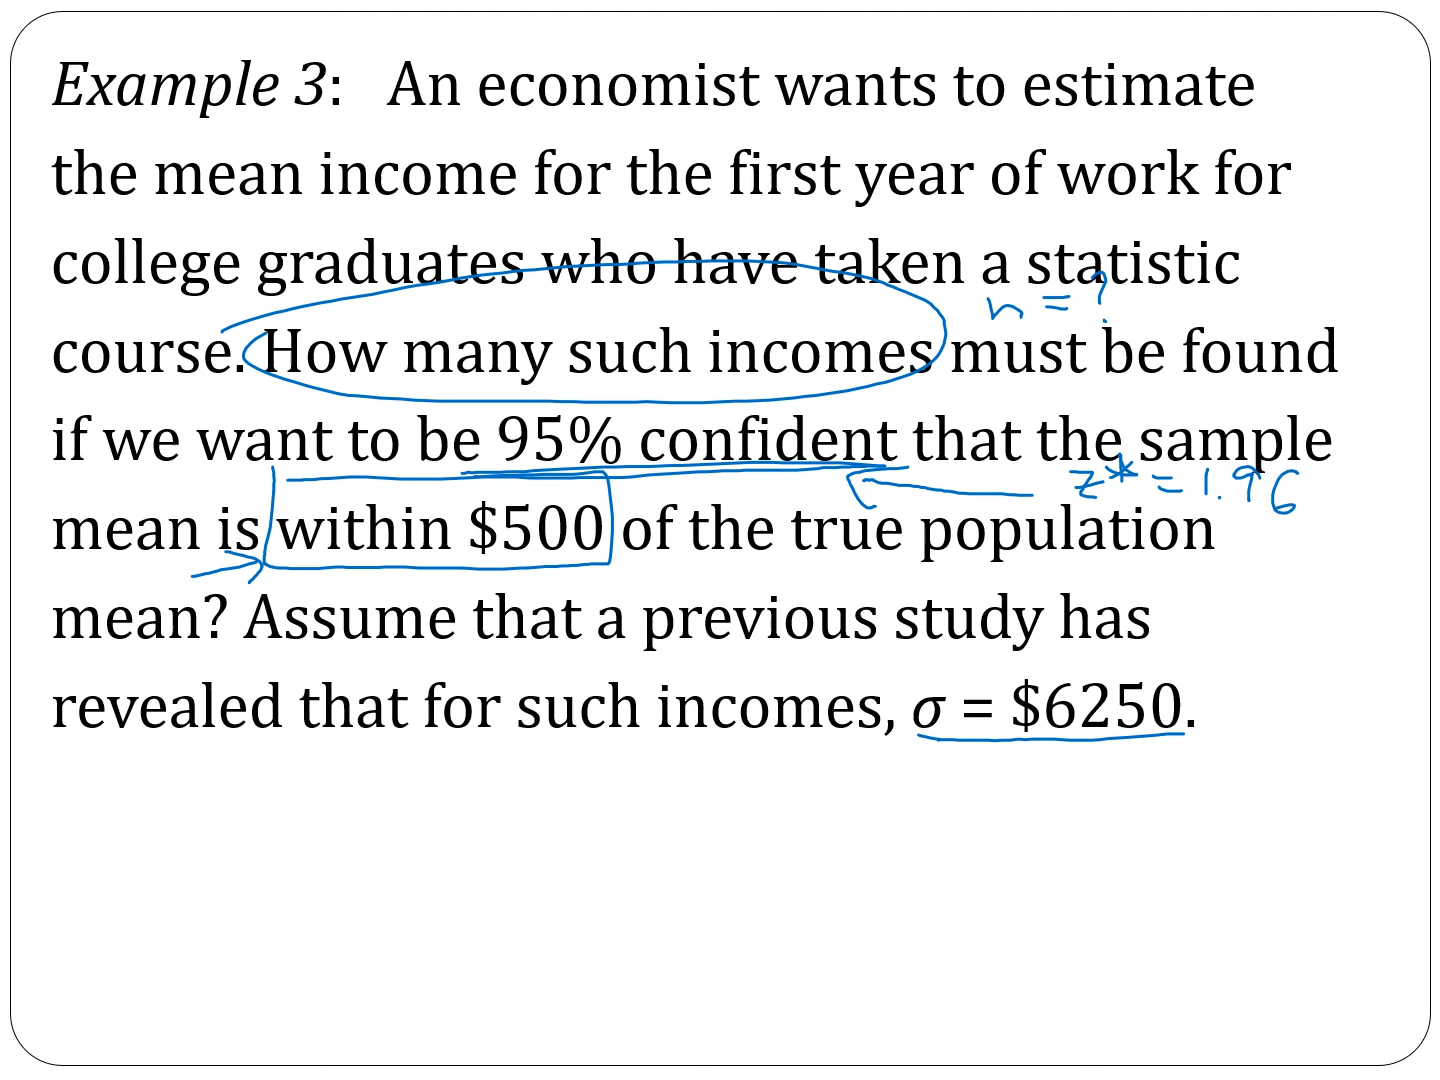 Example 3: An economist wants to estimate
the mean income for the first year of work for
college graduates who have taken a statistic
n = ?
course. How many such incomes must be found
if we want to be 95% confident that the sample
z* = 1.96
mean is within $500 of the true population
mean? Assume that a previous study has
revealed that for such incomes, σ = $6250.